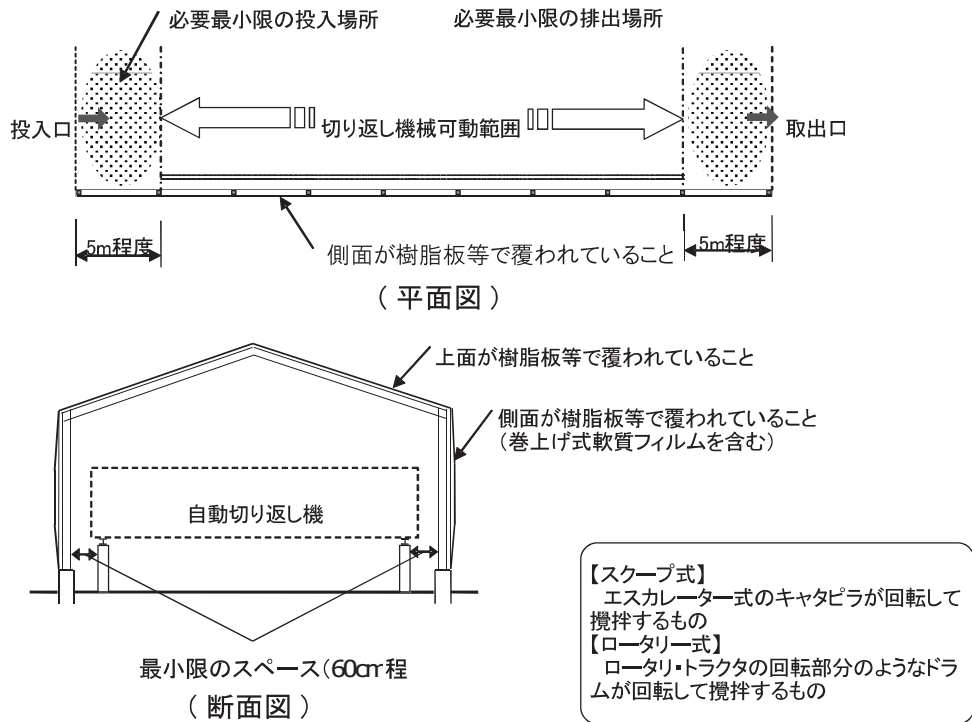 必要最小限の投入場所
必要最小限の排出場所
投入口
切り返し機械可動範囲
取出口
5m程度
5m程度
側面が樹脂板等で覆われていること
（ 平面図 ）
上面が樹脂板等で覆われていること
側面が樹脂板等で覆われていること
（巻上げ式軟質フィルムを含む）
自動切り返し機
最小限のスペース（60cm 程
（ 断面図 ）
【スクープ式】
エスカレーター式のキャタピラが回転して
攪拌するもの
【ロータリー式】
ロータリ・トラクタの回転部分のようなドラ
ムが回転して攪拌するもの